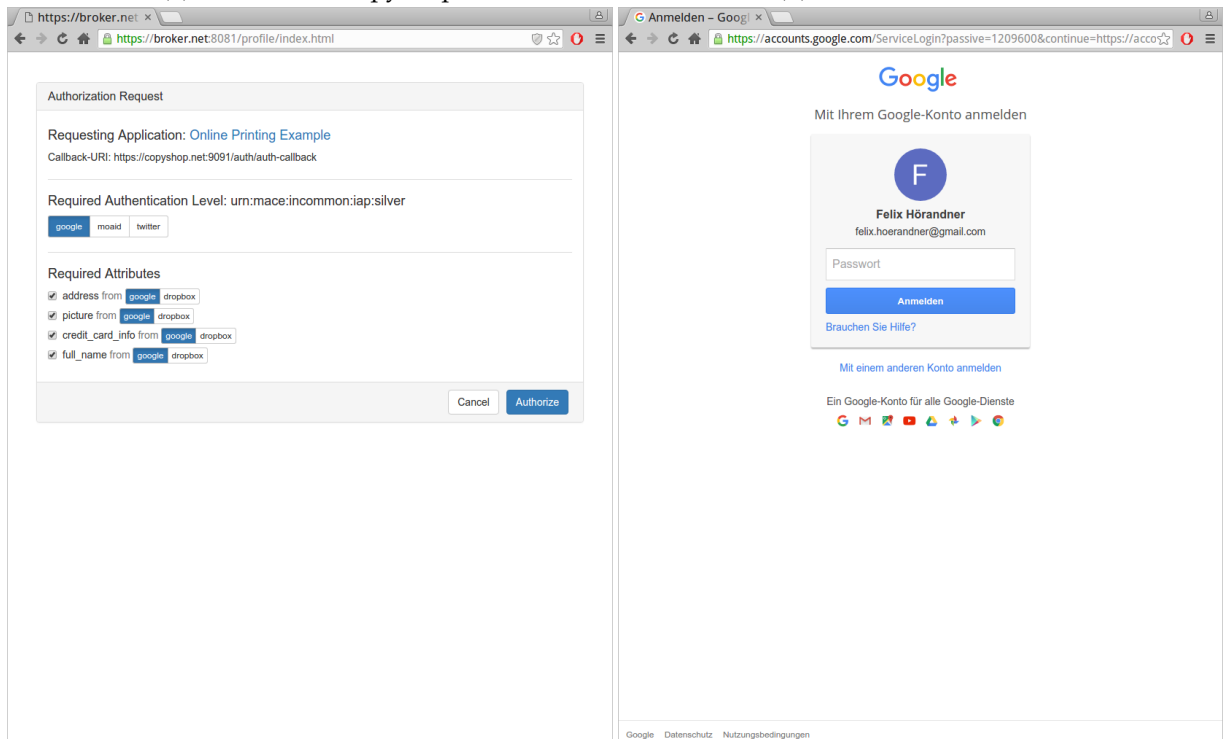 https://broker.net
https://broker.net:8081/profile/index.html
Authorization Request
Requesting Application: Online Printing Example
Callback-URI: https://copyshop.net:9091/auth/auth-callback
Required Authentication Level: urn:mace:incommon:iap:silver
google moaid twitter
Required Attributes
address from google dropbox
picture from google dropbox
credit_card_info from google dropbox
full_name from google dropbox
Cancel Authorize
Anmelden – Googl
https://accounts.google.com/ServiceLogin?passive=1209600&continue=https://acco
Google
Mit Ihrem Google-Konto anmelden
F
Felix Hörandner
felix.hoerandner@gmail.com
Passwort
Anmelden
Brauchen Sie Hilfe?
Mit einem anderen Konto anmelden
Ein Google-Konto für alle Google-Dienste
Google Datenschutz Nutzungsbedingungen